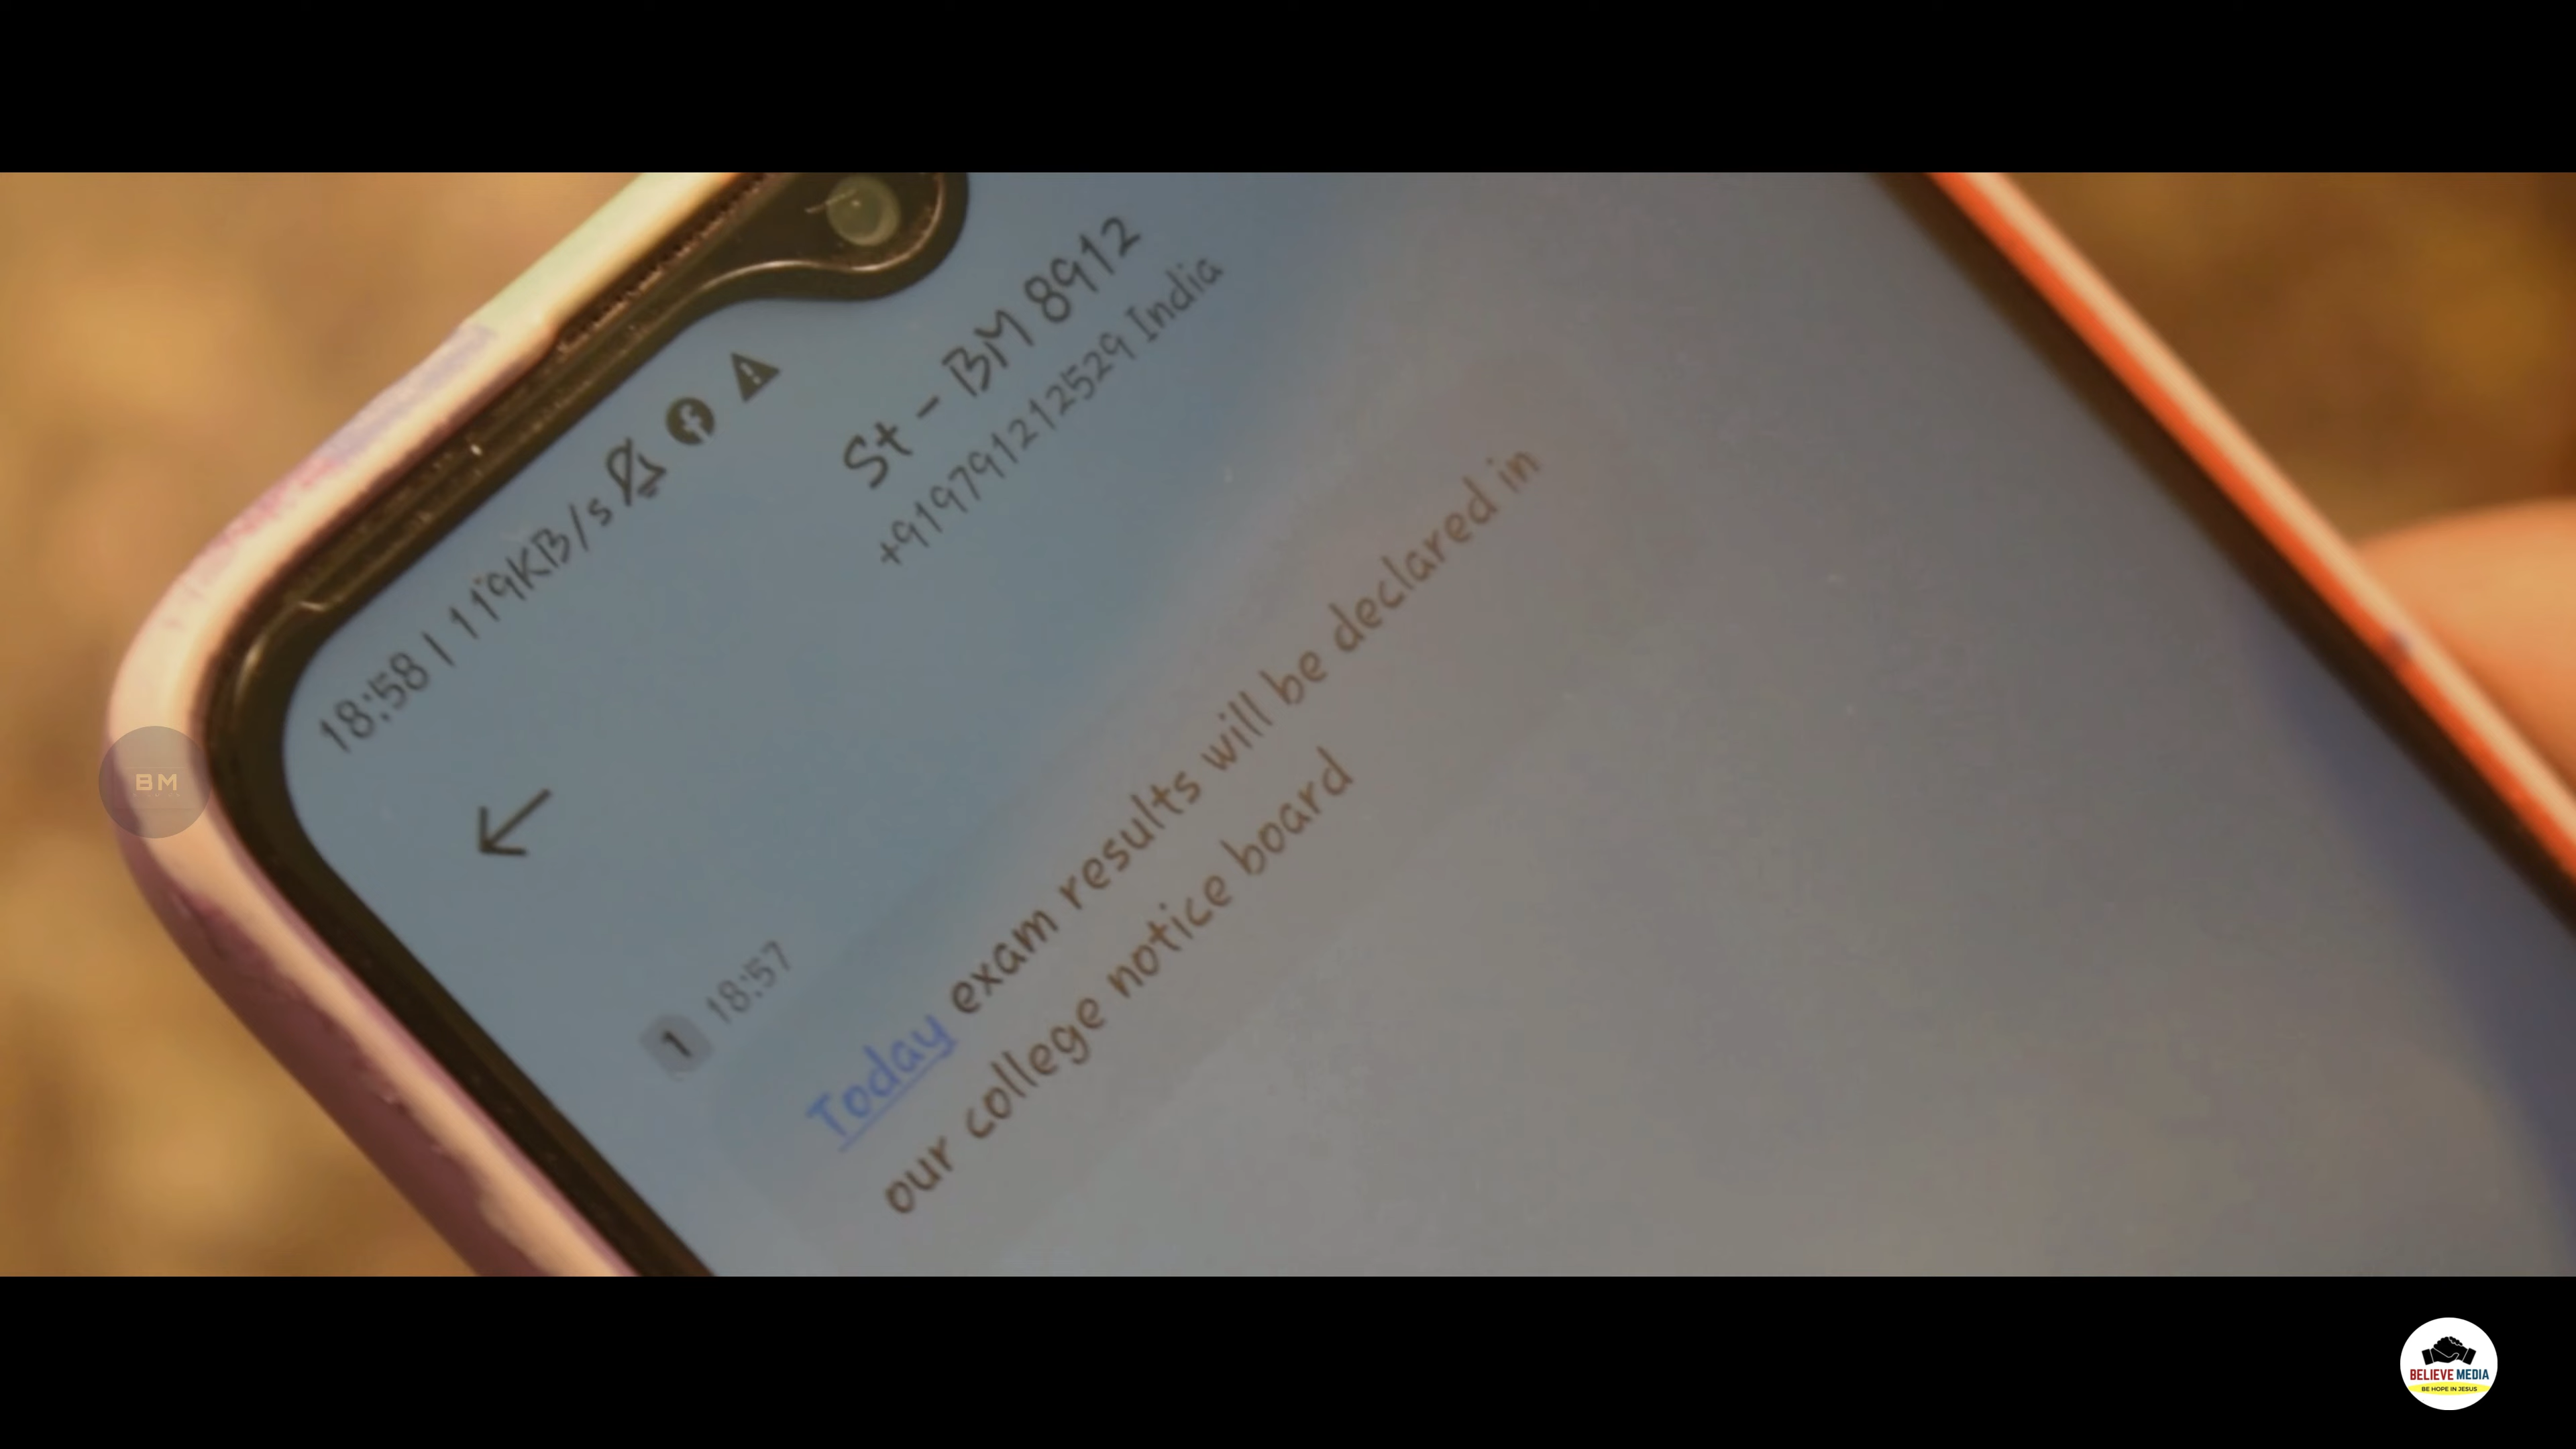 18:58 | 119KB/s
St - BM 8912
+919791212529 India
1 18:57
Today exam results will be declared in
our college notice board
BM
BELIEVE MEDIA
BE HOPE IN JESUS